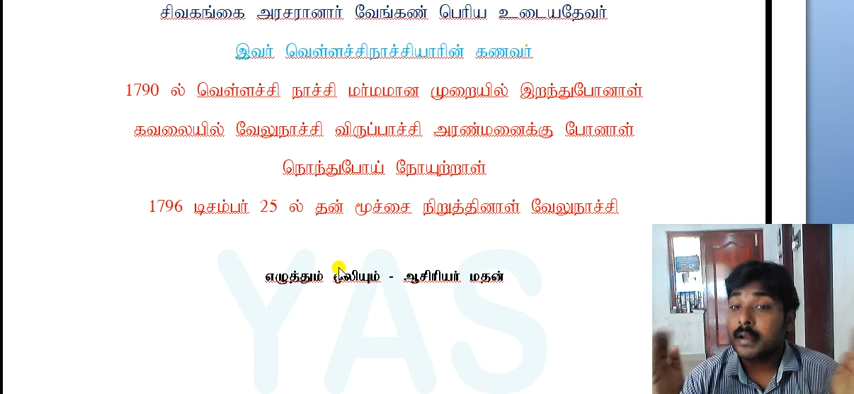 சிவகங்கை அரசரானார் வேங்கண் பெரிய உடையதேவர்
இவர் வெள்ளச்சிநாச்சியாரின் கணவர்
1790 ல் வெள்ளச்சி நாச்சி மர்மமான முறையில் இறந்துபோனாள்
கவலையில் வேலுநாச்சி விருப்பாச்சி அரண்மனைக்கு போனாள்
நொந்துபோய் நோயுற்றாள்
1796 டிசம்பர் 25 ல் தன் மூச்சை நிறுத்தினாள் வேலுநாச்சி
எழுத்தும் ஒலியும் - ஆசிரியர் மதன்
YAS